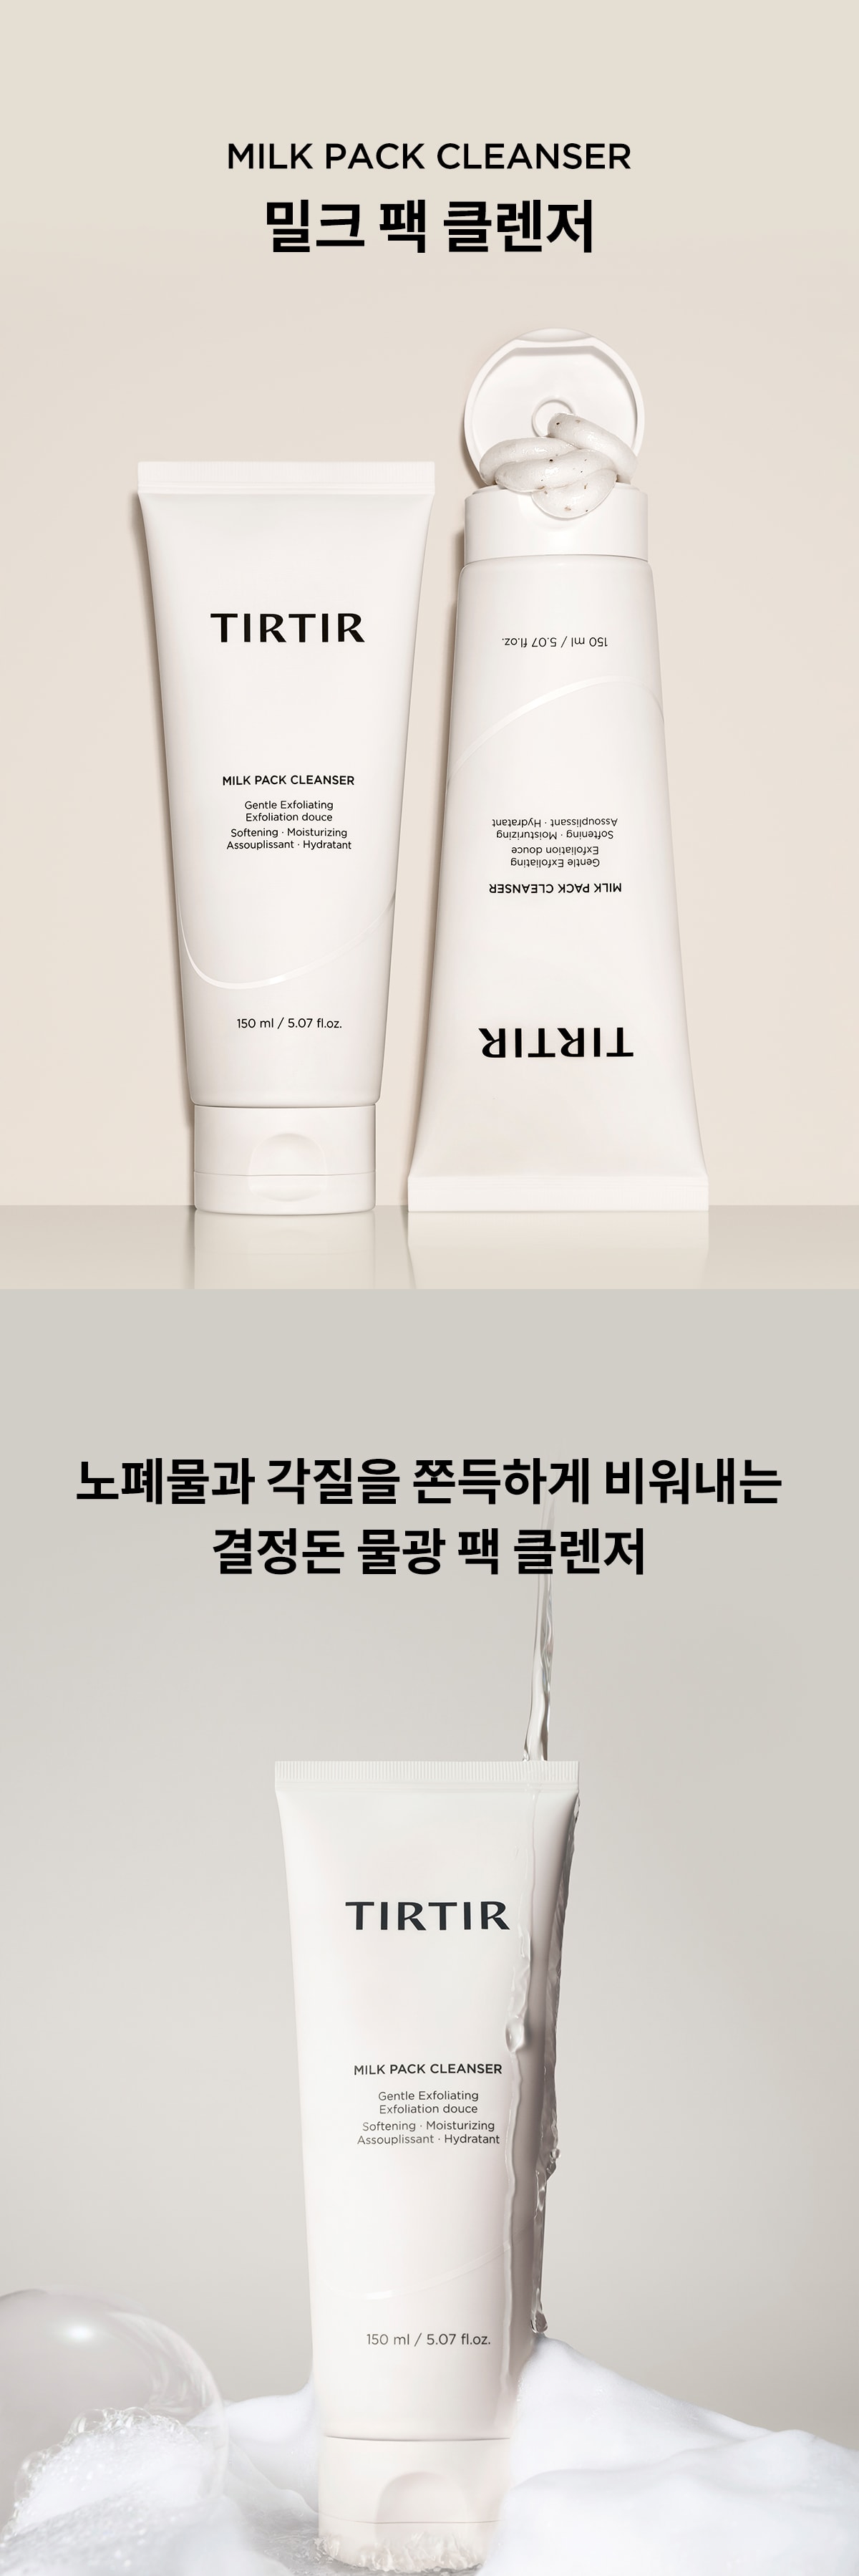 MILK PACK CLEANSER
밀크 팩 클렌저
TIRTIR
MILK PACK CLEANSER
Gentle Exfoliating
Exfoliation douce
Softening · Moisturizing
Assouplissant · Hydratant
150 ml / 5.07 fl.oz.
150 ml / 5.07 fl.oz.
Assouplissant · Hydratant
Softening · Moisturizing
Exfoliation douce
Gentle Exfoliating
MILK PACK CLEANSER
TIRTIR
노폐물과 각질을 쫀득하게 비워내는
결정돈 물광 팩 클렌저
TIRTIR
MILK PACK CLEANSER
Gentle Exfoliating
Exfoliation douce
Softening · Moisturizing
Assouplissant · Hydratant
150 ml / 5.07 fl.oz.